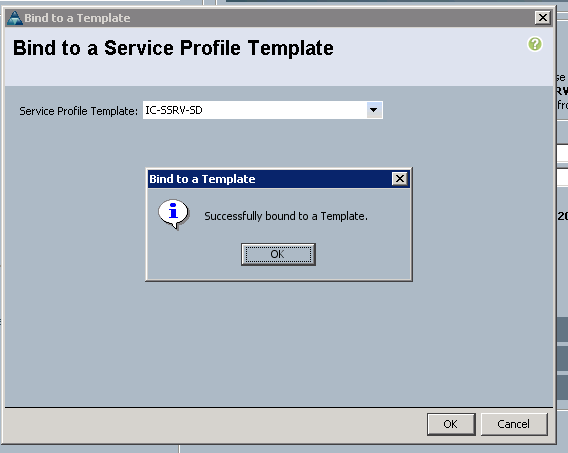 Bind to a Template
Bind to a Service Profile Template
Service Profile Template: IC-SSRV-SD
Bind to a Template
Successfully bound to a Template.
OK
OK Cancel